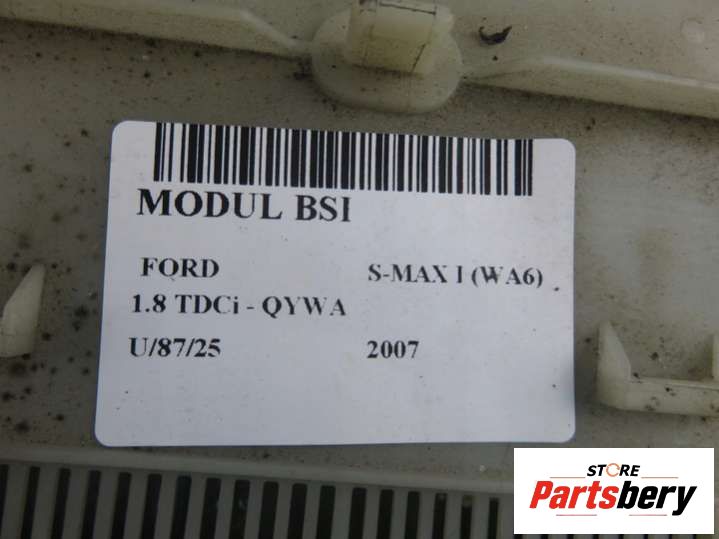 MODUL BSI
FORD S-MAX I (WA6)
1.8 TDCi - QYWA
U/87/25 2007
STORE
Partsbery